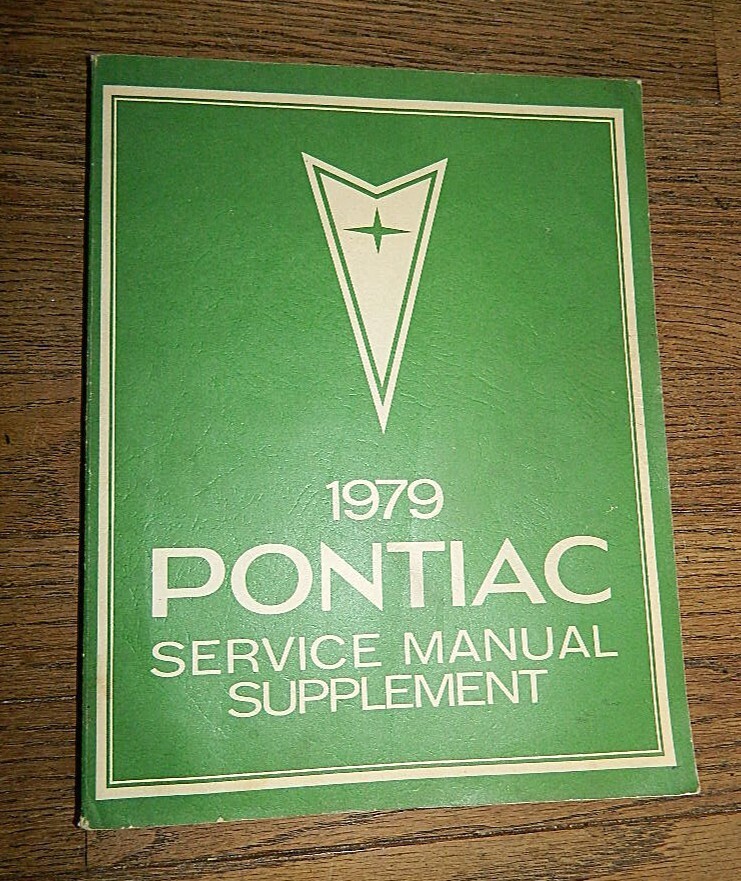 1979
PONTIAC
SERVICE MANUAL
SUPPLEMENT